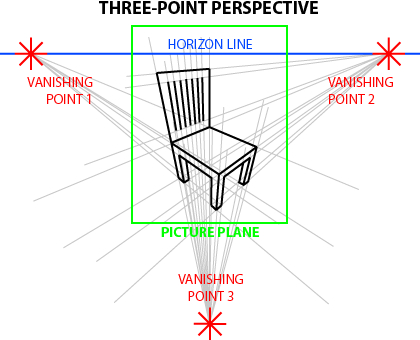 THREE-POINT PERSPECTIVE
HORIZON LINE
VANISHING
POINT 1
VANISHING
POINT 2
PICTURE PLANE
VANISHING
POINT 3